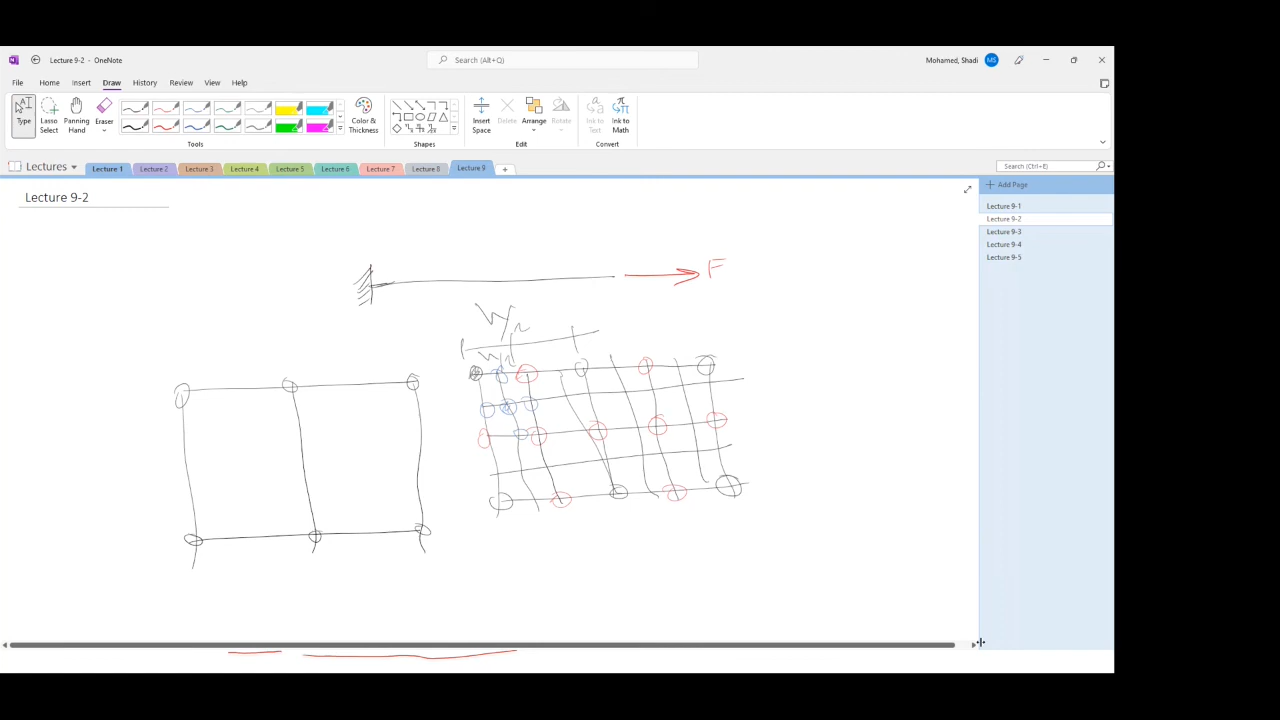 Lecture 9-2 - OneNote
Search (Alt+Q)
Mohamed, Shadi
MS
File Home Insert Draw History Review View Help
Type
Lasso Select
Panning Hand
Eraser
Color & Thickness
Insert Space
Delete
Arrange
Rotate
Ink to Text
Ink to Math
Tools
Shapes
Edit
Convert
Lectures
Lecture 1 Lecture 2 Lecture 3 Lecture 4 Lecture 5 Lecture 6 Lecture 7 Lecture 8 Lecture 9
Search (Ctrl+E)
Add Page
Lecture 9-1
Lecture 9-2
Lecture 9-3
Lecture 9-4
Lecture 9-5
Lecture 9-2
F